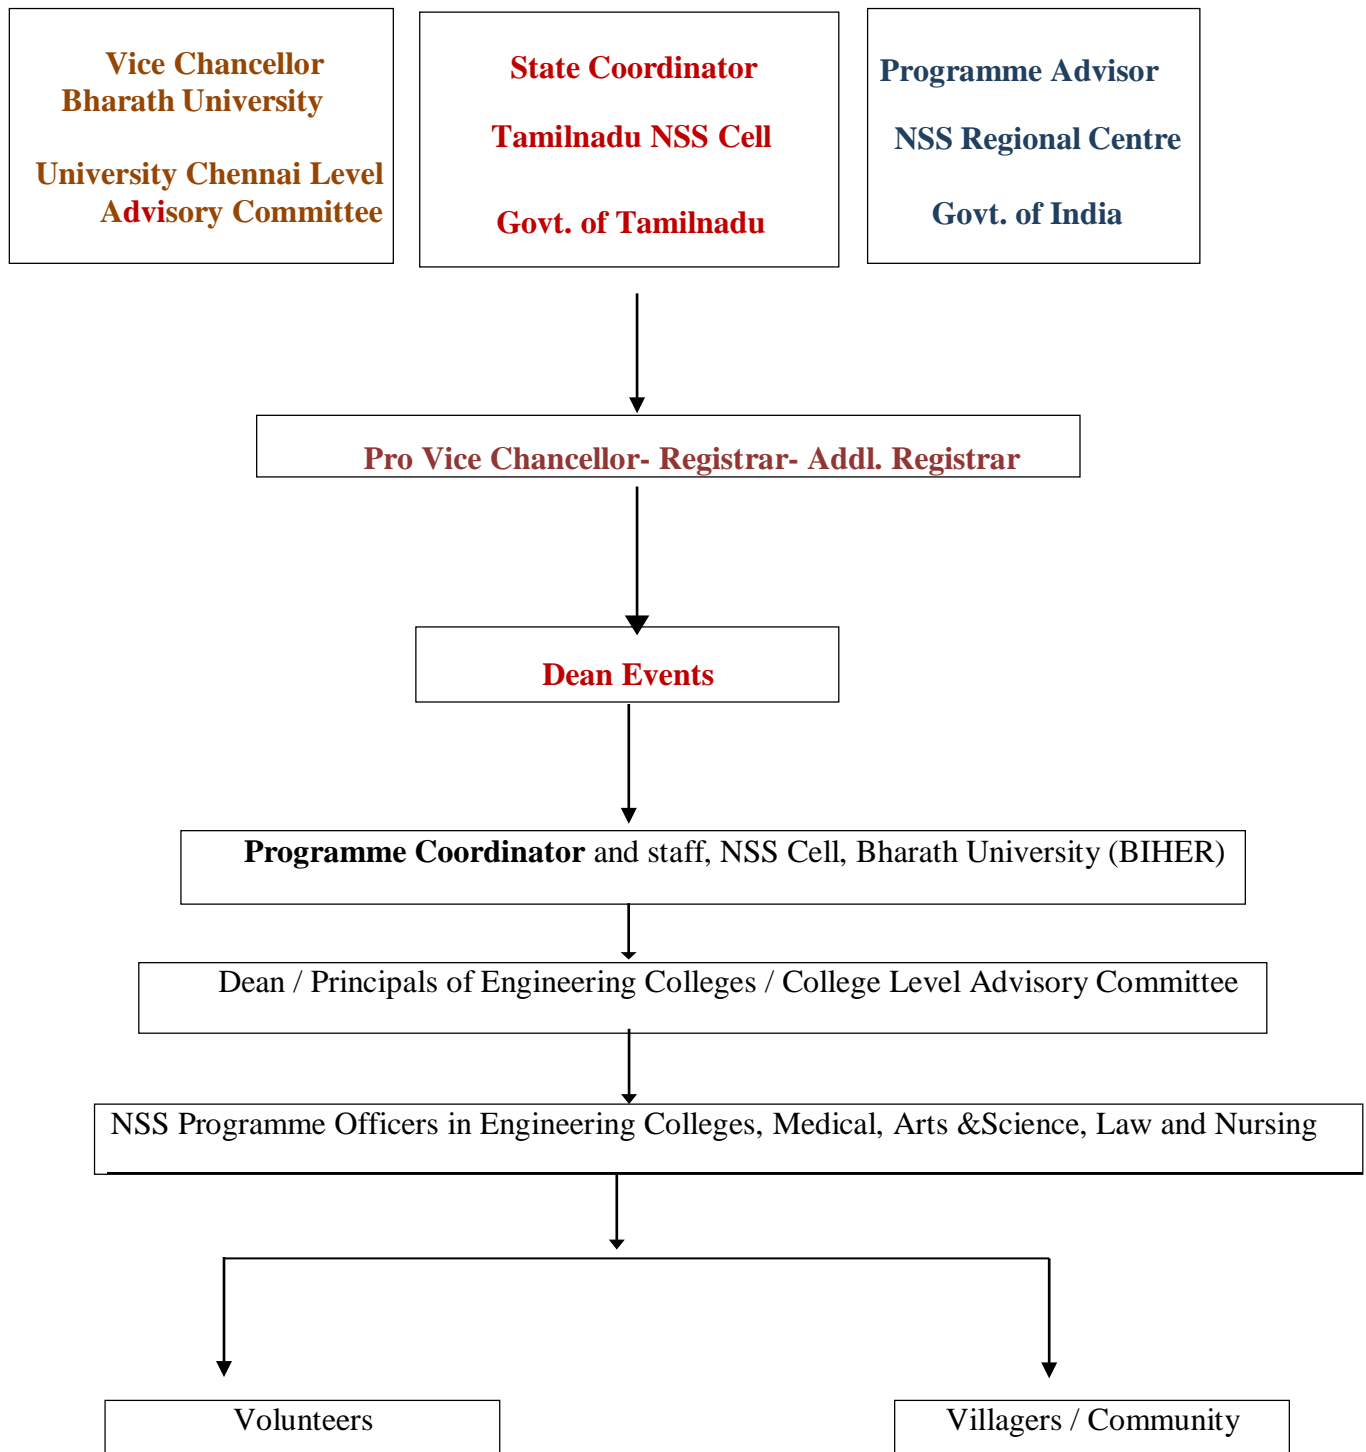 Vice Chancellor
Bharath University
University Chennai Level
Advisory Committee
State Coordinator
Tamilnadu NSS Cell
Govt. of Tamilnadu
Programme Advisor
NSS Regional Centre
Govt. of India
Pro Vice Chancellor- Registrar- Addl. Registrar
Dean Events
Programme Coordinator and staff, NSS Cell, Bharath University (BIHER)
Dean / Principals of Engineering Colleges / College Level Advisory Committee
NSS Programme Officers in Engineering Colleges, Medical, Arts &Science, Law and Nursing
Volunteers
Villagers / Community